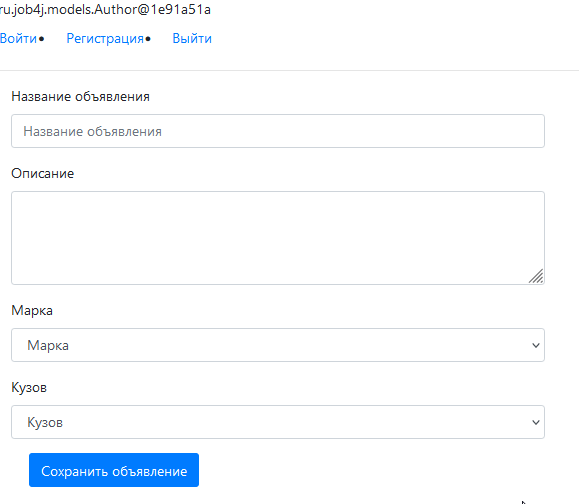 ru.job4j.models.Author@1e91a51a
Войти• Регистрация• Выйти
Название объявления
Название объявления
Описание
Марка
Марка
Кузов
Кузов
Сохранить объявление